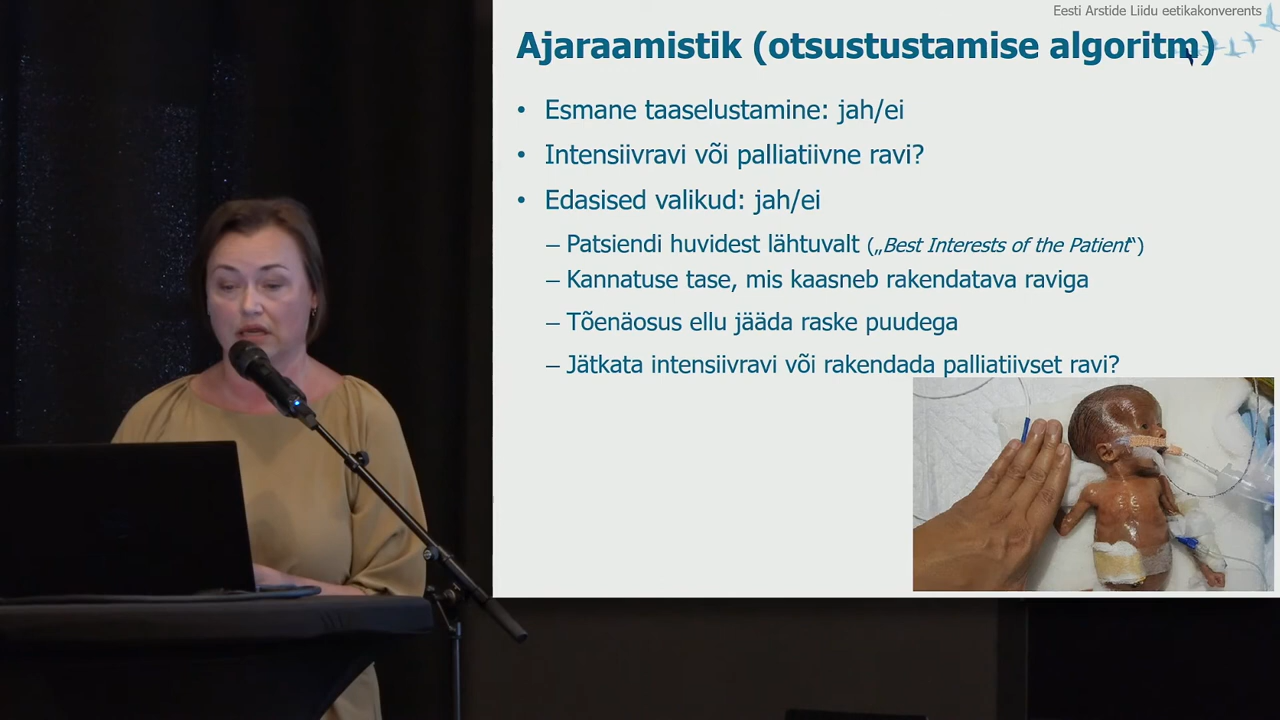 Eesti Arstide Liidu eetikakonverents
Ajaraamistik (otsustustamise algoritm)
• Esmane taaselustamine: jah/ei
• Intensiivravi või palliatiivne ravi?
• Edasised valikud: jah/ei
– Patsiendi huvidest lähtuvalt („Best Interests of the Patient“)
– Kannatuse tase, mis kaasneb rakendatava raviga
– Tõenäosus ellu jääda raske puudega
– Jätkata intensiivravi või rakendada palliatiivset ravi?